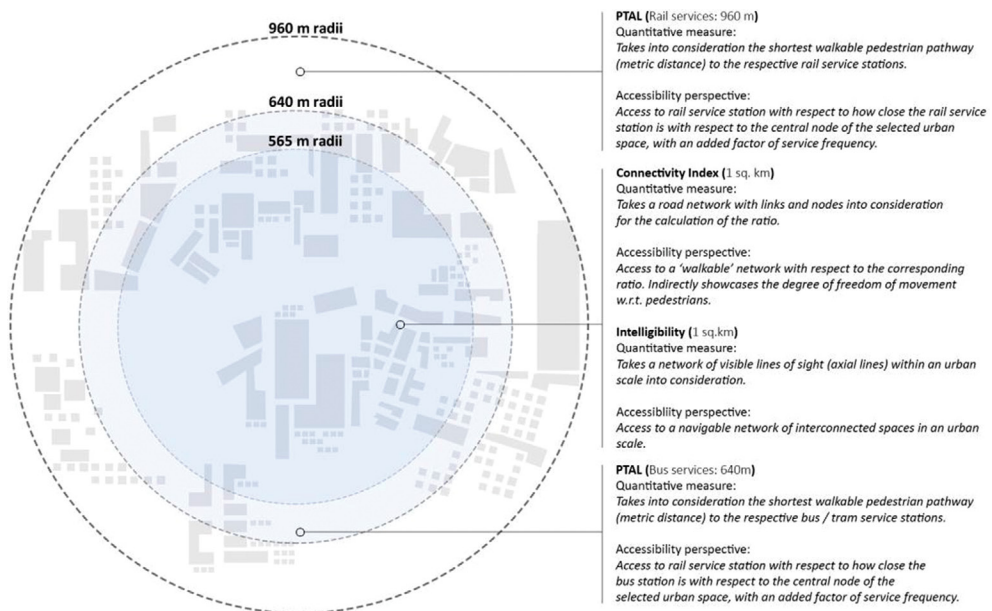 960 m radii
640 m radii
565 m radii
PTAL (Rail services: 960 m)
Quantitative measure:
Takes into consideration the shortest walkable pedestrian pathway
(metric distance) to the respective rail service stations.
Accessibility perspective:
Access to rail service station with respect to how close the rail service
station is with respect to the central node of the selected urban
space, with an added factor of service frequency.
Connectivity Index (1 sq. km)
Quantitative measure:
Takes a road network with links and nodes into consideration
for the calculation of the ratio.
Accessibility perspective:
Access to a ‘walkable’ network with respect to the corresponding
ratio. Indirectly showcases the degree of freedom of movement
w.r.t. pedestrians.
Intelligibility (1 sq.km)
Quantitative measure:
Takes a network of visible lines of sight (axial lines) within an urban
scale into consideration.
Accessibliity perspective:
Access to a navigable network of interconnected spaces in an urban
scale.
PTAL (Bus services: 640m)
Quantitative measure:
Takes into consideration the shortest walkable pedestrian pathway
(metric distance) to the respective bus / tram service stations.
Accessibility perspective:
Access to rail service station with respect to how close the
bus station is with respect to the central node of the
selected urban space, with an added factor of service frequency.